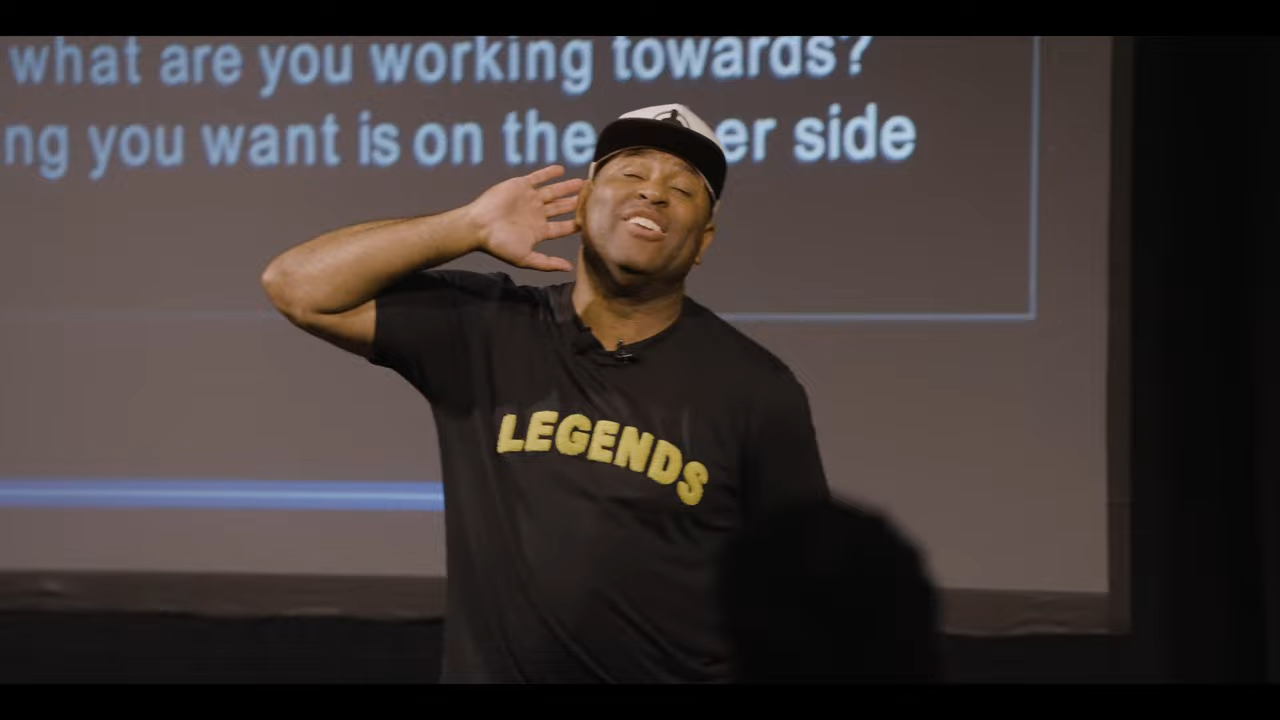 what are you working towards?
ng you want is on the er side
LEGENDS